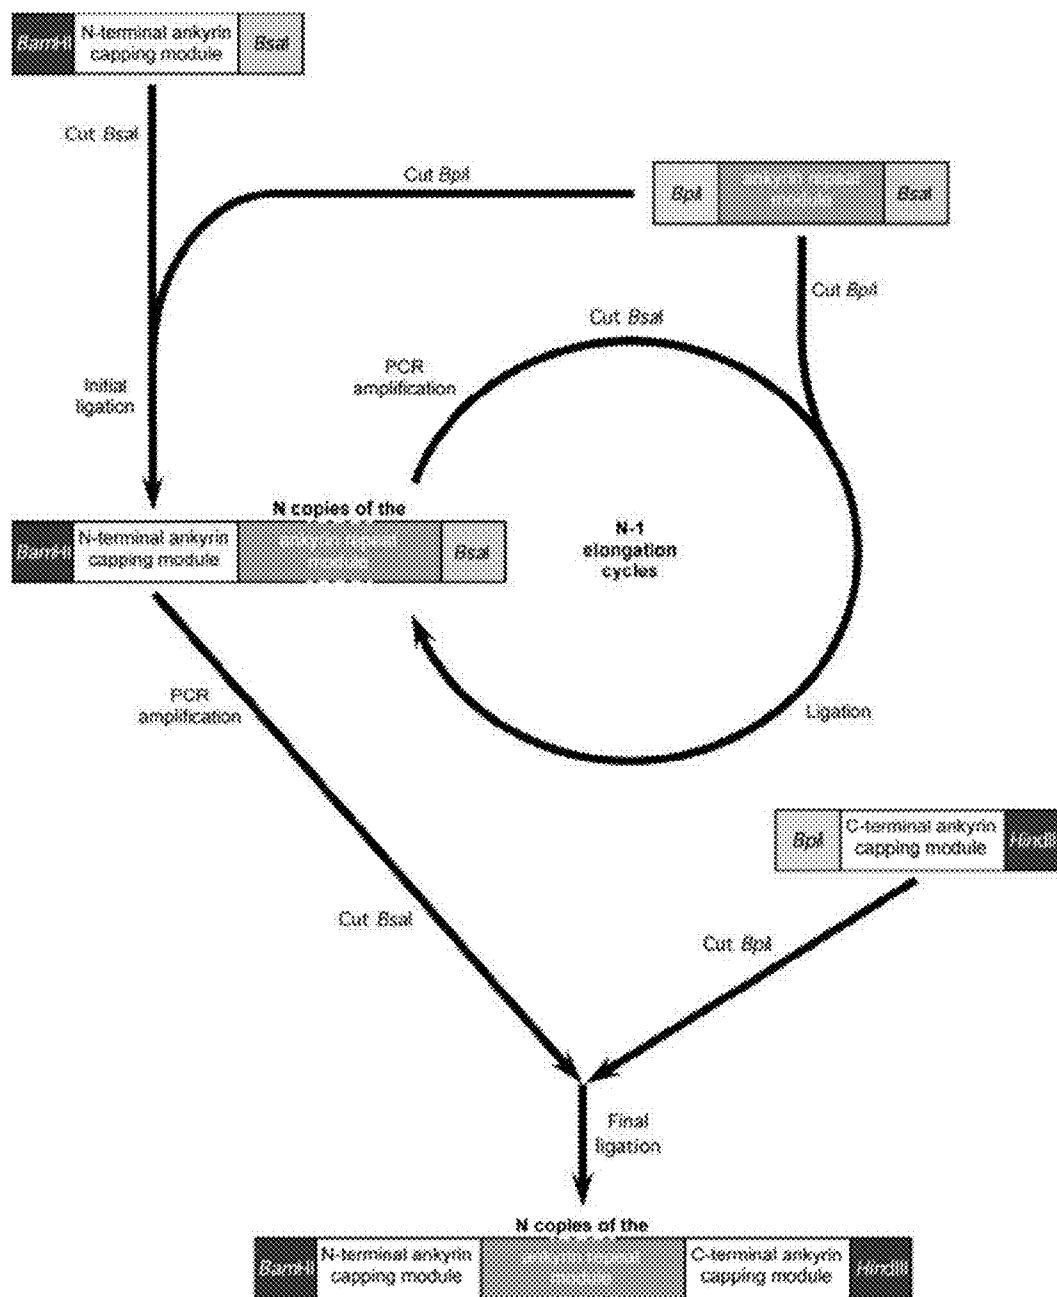 BamHI
N-terminal ankyrin
capping module
BsaI
Cut BsaI
Cut BpiI
BpiI
BsaI
Cut BpiI
Cut BsaI
PCR
amplification
Initial
ligation
N copies of the
N-1
elongation
cycles
BamHI
N-terminal ankyrin
capping module
BsaI
PCR
amplification
Ligation
BpiI
C-terminal ankyrin
capping module
HindIII
Cut BsaI
Cut BpiI
Final
ligation
N copies of the
BamHI
N-terminal ankyrin
capping module
C-terminal ankyrin
capping module
HindIII